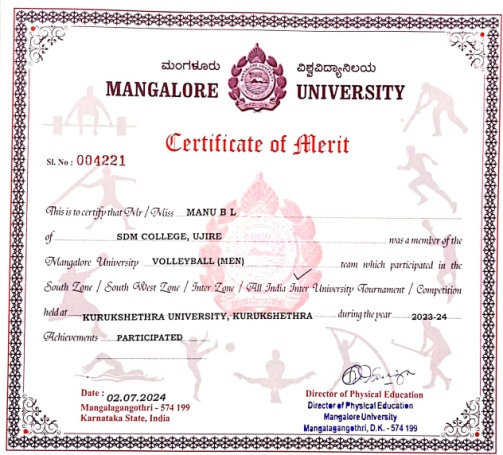 ಮಂಗಳೂರು ವಿಶ್ವವಿದ್ಯಾನಿಲಯ
MANGALORE UNIVERSITY
Certificate of Merit
Sl. No : 004221
This is to certify that Mr / Miss MANU B L
of SDM COLLEGE, UJIRE was a member of the
Mangalore University VOLLEYBALL (MEN) team which participated in the
South Zone / South West Zone / Inter Zone / All India Inter University Tournament / Competition
held at KURUKSHETHRA UNIVERSITY, KURUKSHETHRA during the year 2023-24
Achievements PARTICIPATED
Date : 02.07.2024
Mangalagangothri - 574 199
Karnataka State, India
Director of Physical Education
Director of Physical Education
Mangalore University
Mangalagangothri, D.K. - 574 199